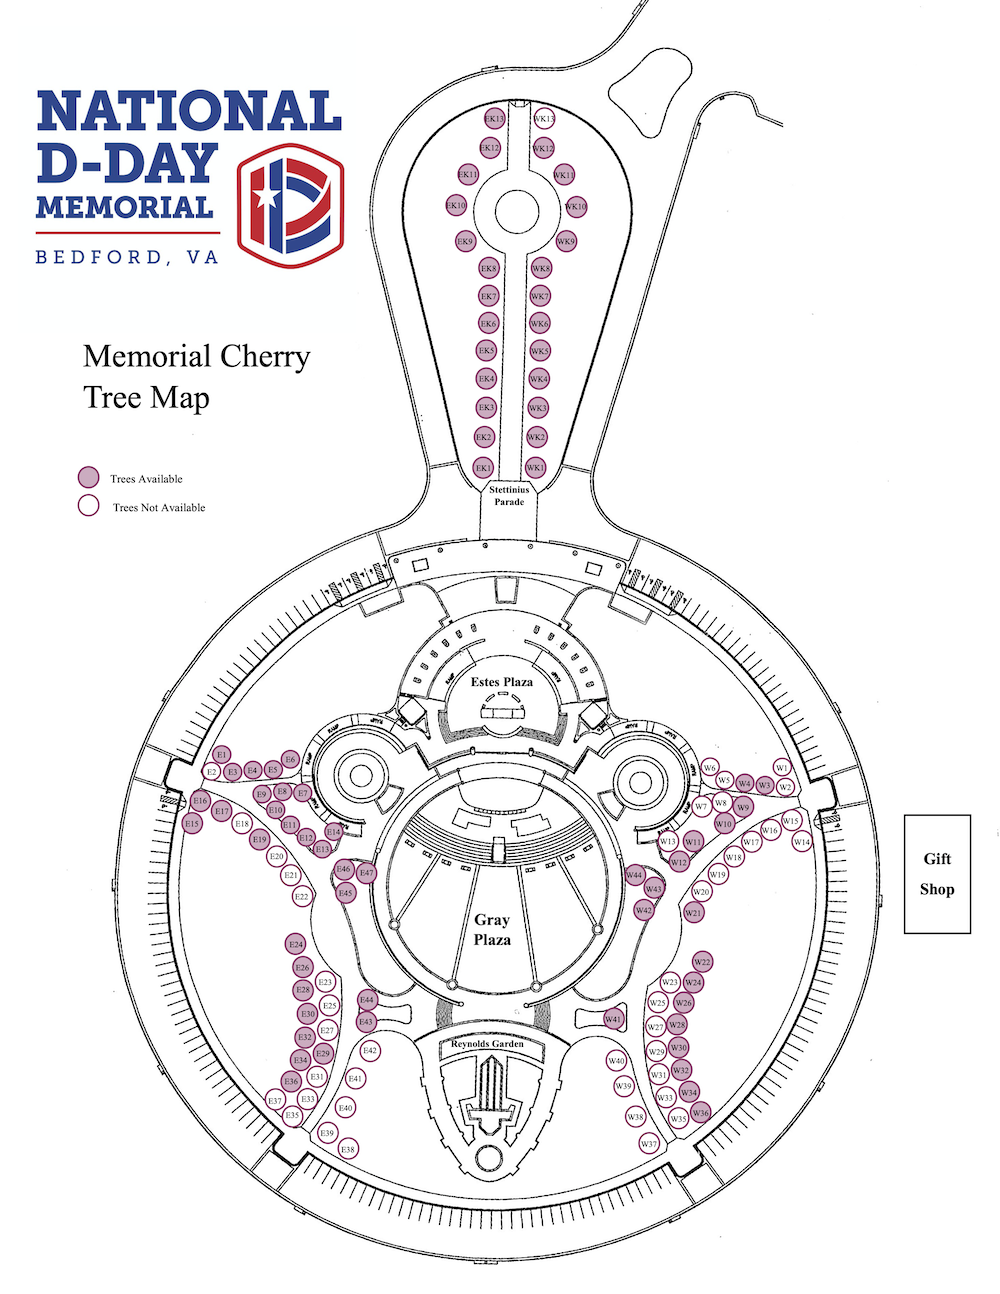 NATIONAL
D-DAY
MEMORIAL
BEDFORD, VA
Memorial Cherry
Tree Map
Trees Available
Trees Not Available
EK13 WK13
EK12 WK12
EK11 WK11
EK10 WK10
EK9 WK9
EK8 WK8
EK7 WK7
EK6 WK6
EK5 WK5
EK4 WK4
EK3 WK3
EK2 WK2
EK1 WK1
Stettinius
Parade
Estes Plaza
E1
E2 E3 E4 E5 E6
E9 E8 E7
E10
E11
E12
E13
E14
E16
E15
E17
E18
E19
E20
E21
E22
E46 E47
E45
E24
E26
E23
E28
E25
E30
E27
E32
E29
E34
E31
E36
E33
E37
E35
E44
E43
E42
E41
E40
E39
E38
W6 W1
W5 W4 W3 W2
W7 W8 W9
W10
W13 W11
W12
W15
W14
W16
W17
W18
W19
W20
W21
W44
W43
W42
W22
W23 W24
W25 W26
W27 W28
W29 W30
W31 W32
W33 W34
W35 W36
W41
W40
W39
W38
W37
Gray
Plaza
Reynolds Garden
Gift
Shop